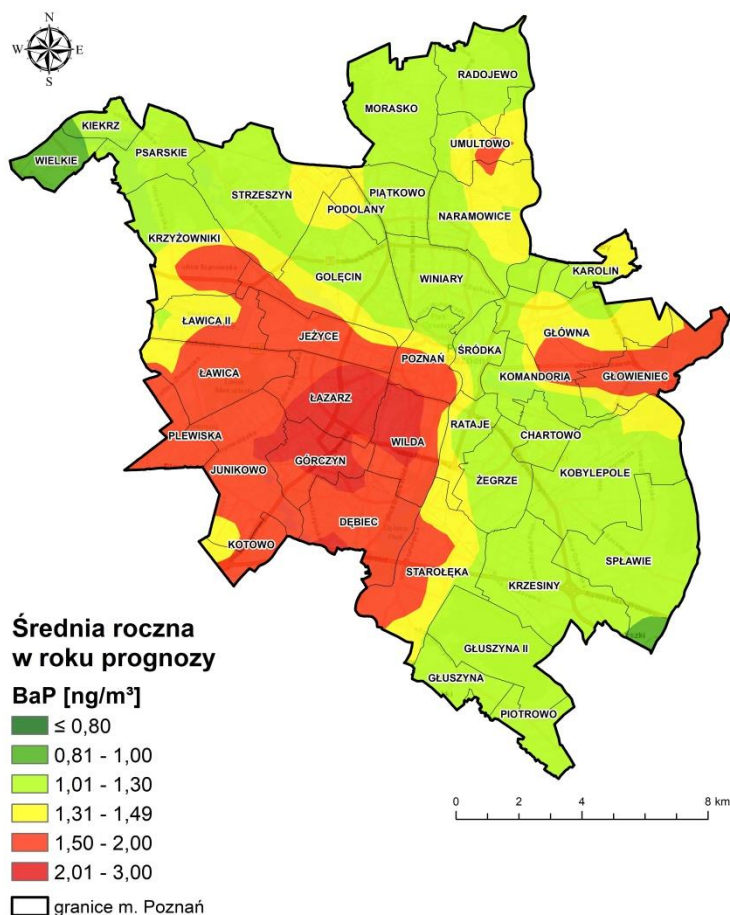 N
W E
S
RADOJEWO
MORASKO
KIEKRZ
UMULTOWO
PSARSKIE
WIELKIE
STRZESZYN
PIĄTKOWO
PODOLANY
NARAMOWICE
KRZYŻOWNIKI
GOLĘCIN
WINIARY
KAROLIN
ŁAWICA II
JEŻYCE
GŁÓWNA
POZNAŃ
ŚRÓDKA
ŁAWICA
KOMANDORIA
GŁOWIENIEC
ŁAZARZ
RATAJE
PLEWISKA
WILDA
CHARTOWO
JUNIKOWO
GÓRCZYN
ŻEGRZE
KOBYLEPOLE
DĘBIEC
KOTOWO
SPŁAWIE
STAROŁĘKA
KRZESINY
GŁUSZYNA II
GŁUSZYNA
PIOTROWO
Średnia roczna
w roku prognozy
BaP [ng/m³]
≤ 0,80
0,81 - 1,00
1,01 - 1,30
1,31 - 1,49
1,50 - 2,00
2,01 - 3,00
granice m. Poznań
0 2 4 8 km